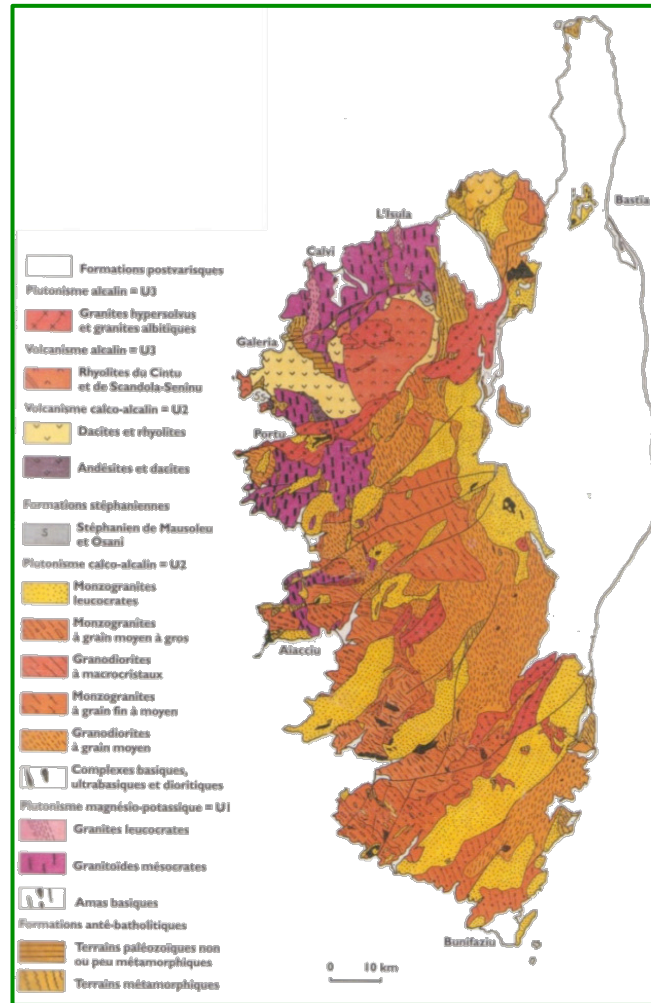 Bastia
L'Isula
Calvi
Formations postvarisques
Plutonisme alcalin = U3
Granites hypersolvus
et granites albitiques
Galeria
Volcanisme alcalin = U3
Rhyolites du Cintu
et de Scandola-Seninu
Volcanisme calco-alcalin = U2
Dacites et rhyolites
Portu
Andésites et dacites
Formations stéphaniennes
S
Stéphanien de Mausoleu
et Osani
Plutonisme calco-alcalin = U2
Monzogranites
leucocrates
Monzogranites
à grain moyen à gros
Aiacciu
Granodiorites
à macrocristaux
Monzogranites
à grain fin à moyen
Granodiorites
à grain moyen
Complexes basiques,
ultrabasiques et dioritiques
Plutonisme magnésio-potassique = U1
Granites leucocrates
Granitoïdes mésocrates
Amas basiques
Formations anté-batholitiques
Terrains paléozoïques non
ou peu métamorphiques
Bunifaziu
Terrains métamorphiques
0 10 km